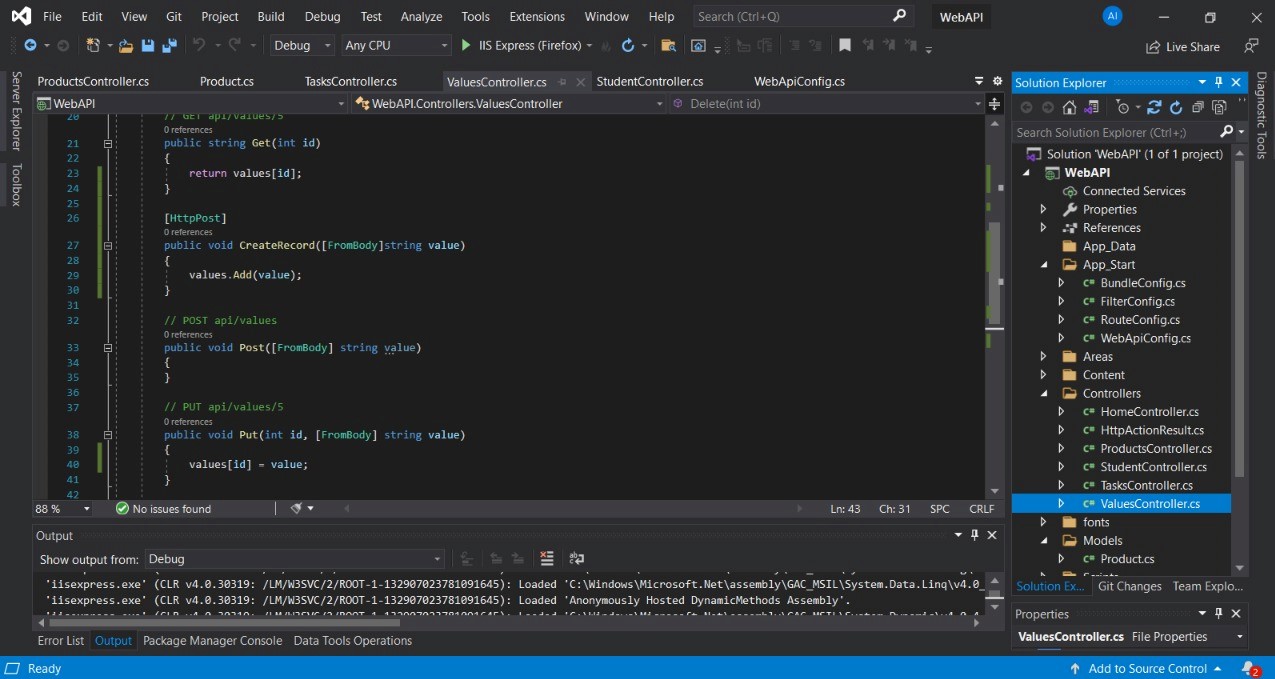 File Edit View Git Project Build Debug Test Analyze Tools Extensions Window Help Search (Ctrl+Q) WebAPI AI
Debug Any CPU IIS Express (Firefox) Live Share
ProductsController.cs Product.cs TasksController.cs ValuesController.cs StudentController.cs WebApiConfig.cs
WebAPI WebAPI.Controllers.ValuesController Delete(int id)
Server Explorer
Toolbox
20 // GET api/values/5
0 references
21 public string Get(int id)
22 {
23 return values[id];
24 }
25
26 [HttpPost]
0 references
27 public void CreateRecord([FromBody]string value)
28 {
29 values.Add(value);
30 }
31
32 // POST api/values
0 references
33 public void Post([FromBody] string value)
34 {
35 }
36
37 // PUT api/values/5
0 references
38 public void Put(int id, [FromBody] string value)
39 {
40 values[id] = value;
41 }
42
88 % No issues found Ln: 43 Ch: 31 SPC CRLF
Output
Show output from: Debug
'iisexpress.exe' (CLR v4.0.30319: /LM/W3SVC/2/ROOT-1-132907023781091645): Loaded 'C:\Windows\Microsoft.Net\assembly\GAC_MSIL\System.Data.Linq\v4.0_
'iisexpress.exe' (CLR v4.0.30319: /LM/W3SVC/2/ROOT-1-132907023781091645): Loaded 'Anonymously Hosted DynamicMethods Assembly'.
Error List Output Package Manager Console Data Tools Operations
Solution Explorer
Search Solution Explorer (Ctrl+;)
Solution 'WebAPI' (1 of 1 project)
WebAPI
Connected Services
Properties
References
App_Data
App_Start
C# BundleConfig.cs
C# FilterConfig.cs
C# RouteConfig.cs
C# WebApiConfig.cs
Areas
Content
Controllers
C# HomeController.cs
C# HttpActionResult.cs
C# ProductsController.cs
C# StudentController.cs
C# TasksController.cs
C# ValuesController.cs
fonts
Models
C# Product.cs
Solution Ex... Git Changes Team Explo...
Properties
ValuesController.cs File Properties
Diagnostic Tools
Ready Add to Source Control 2